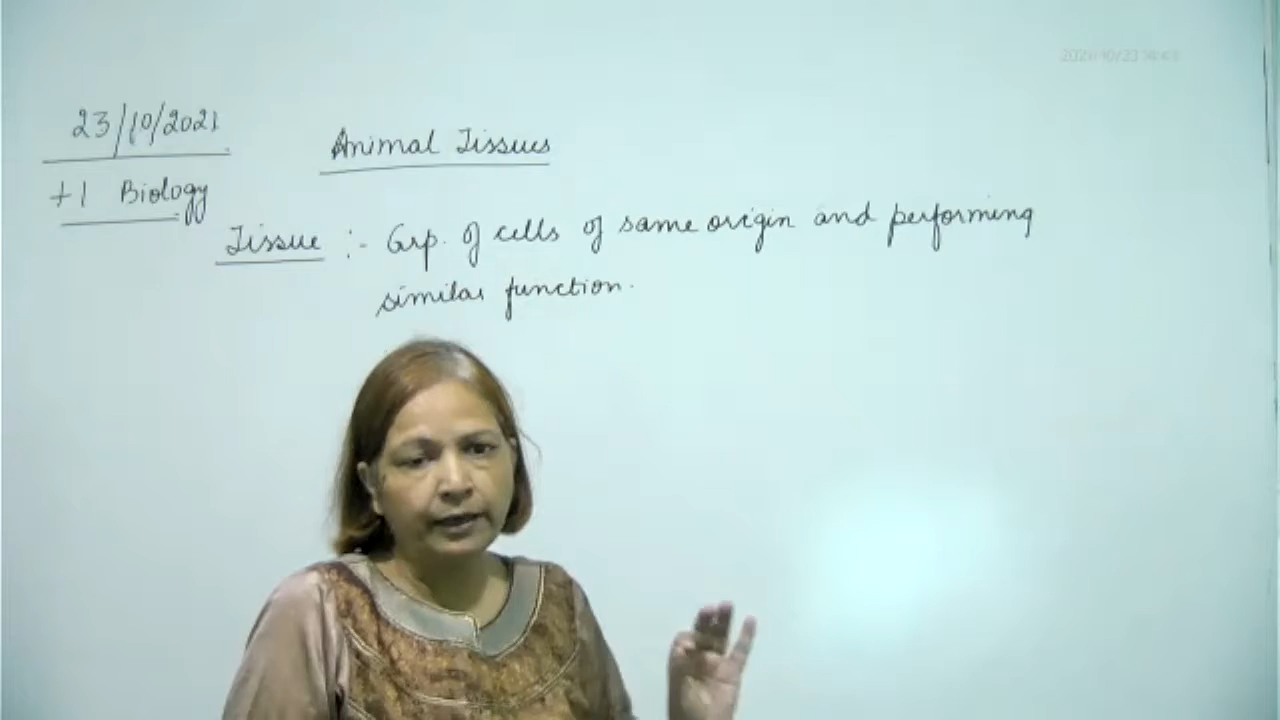 23/10/2021
Animal Tissues
+1 Biology
Tissue :- Grp. of cells of same origin and performing
similar function.